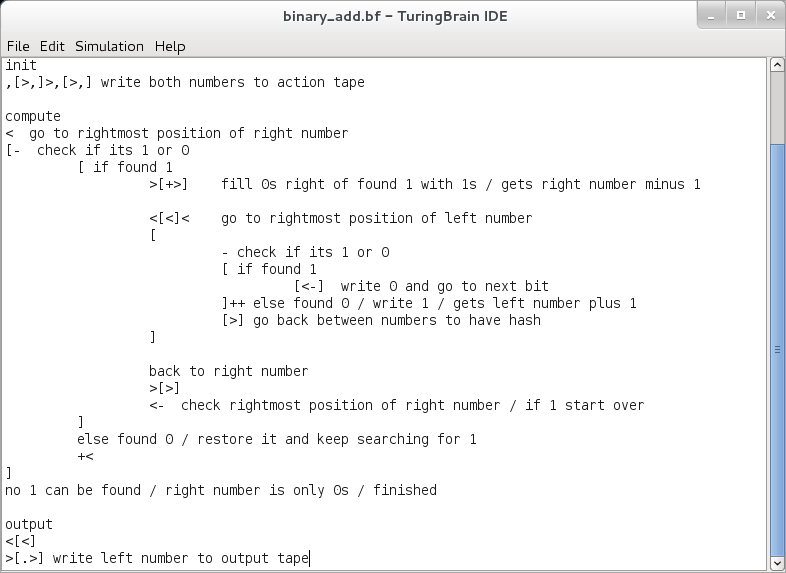 binary_add.bf – TuringBrain IDE
File Edit Simulation Help
init
,[>,]>,[>,] write both numbers to action tape
compute
< go to rightmost position of right number
[- check if its 1 or 0
[ if found 1
>[+>] fill 0s right of found 1 with 1s / gets right number minus 1
<[<]< go to rightmost position of left number
[
- check if its 1 or 0
[ if found 1
[<-] write 0 and go to next bit
]++ else found 0 / write 1 / gets left number plus 1
[>] go back between numbers to have hash
]
back to right number
>[>]
<- check rightmost position of right number / if 1 start over
]
else found 0 / restore it and keep searching for 1
+<
]
no 1 can be found / right number is only 0s / finished
output
<[<]
>[.>] write left number to output tape